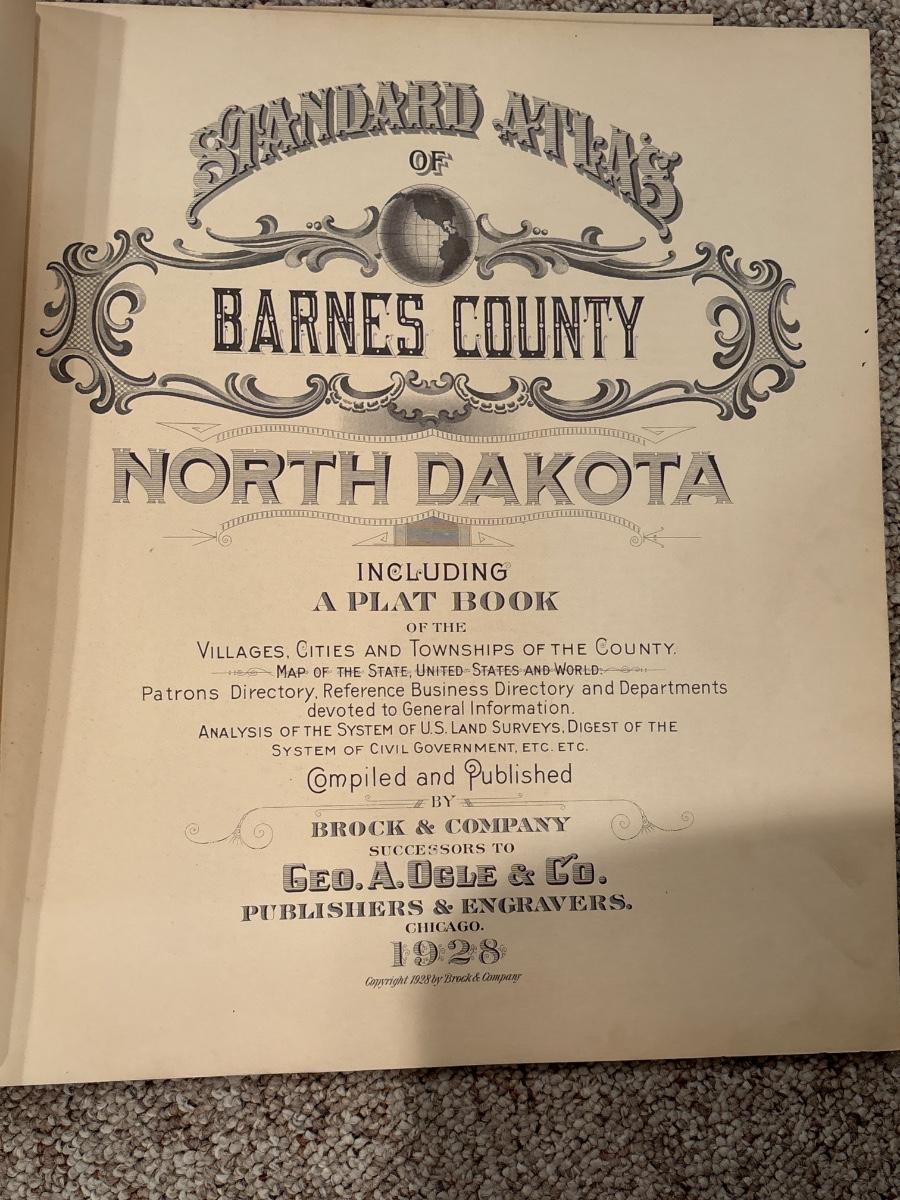 STANDARD ATLAS
OF
BARNES COUNTY
NORTH DAKOTA
INCLUDING
A PLAT BOOK
OF THE
VILLAGES, CITIES AND TOWNSHIPS OF THE COUNTY.
MAP OF THE STATE, UNITED STATES AND WORLD.
Patrons Directory, Reference Business Directory and Departments
devoted to General Information.
ANALYSIS OF THE SYSTEM OF U.S. LAND SURVEYS, DIGEST OF THE
SYSTEM OF CIVIL GOVERNMENT, ETC. ETC.
Compiled and Published
BY
BROCK & COMPANY
SUCCESSORS TO
GEO. A. OGLE & CO.
PUBLISHERS & ENGRAVERS.
CHICAGO.
1928
Copyright 1928 by Brock & Company